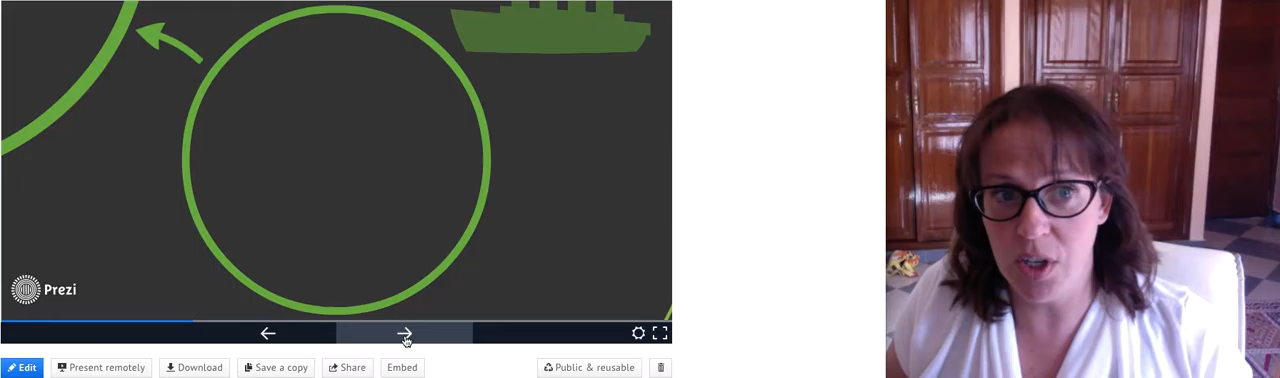 Prezi
Edit
Present remotely
Download
Save a copy
Share
Embed
Public & reusable